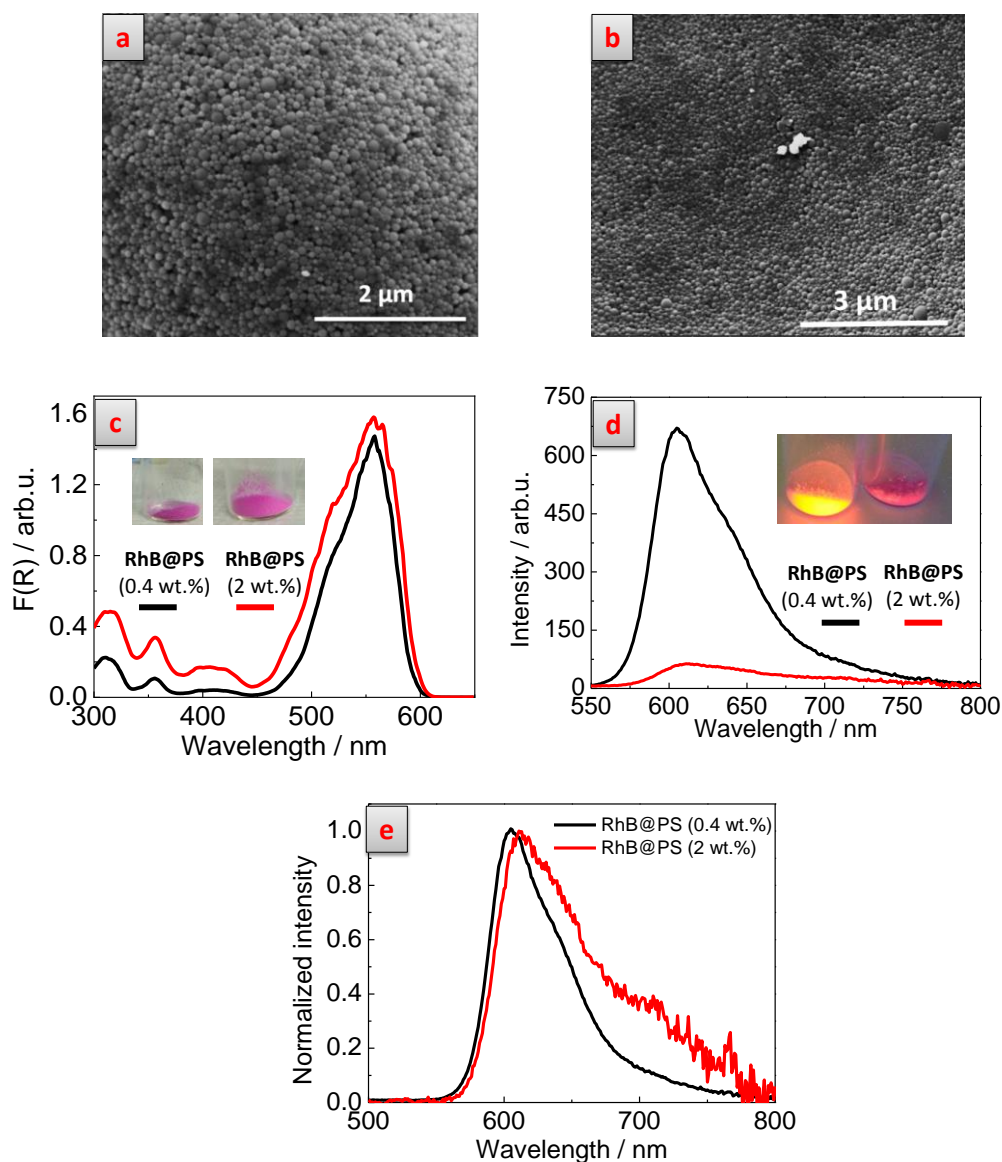 a
2 µm
b
3 µm
c
F(R) / arb.u.
1.6
1.2
0.8
0.4
0.0
RhB@PS
(0.4 wt.%)
RhB@PS
(2 wt.%)
300 400 500 600
Wavelength / nm
d
Intensity / arb.u.
750
600
450
300
150
0
RhB@PS
(0.4 wt.%)
RhB@PS
(2 wt.%)
550 600 650 700 750 800
Wavelength / nm
e
Normalized intensity
1.0
0.8
0.6
0.4
0.2
0.0
RhB@PS (0.4 wt.%)
RhB@PS (2 wt.%)
500 600 700 800
Wavelength / nm